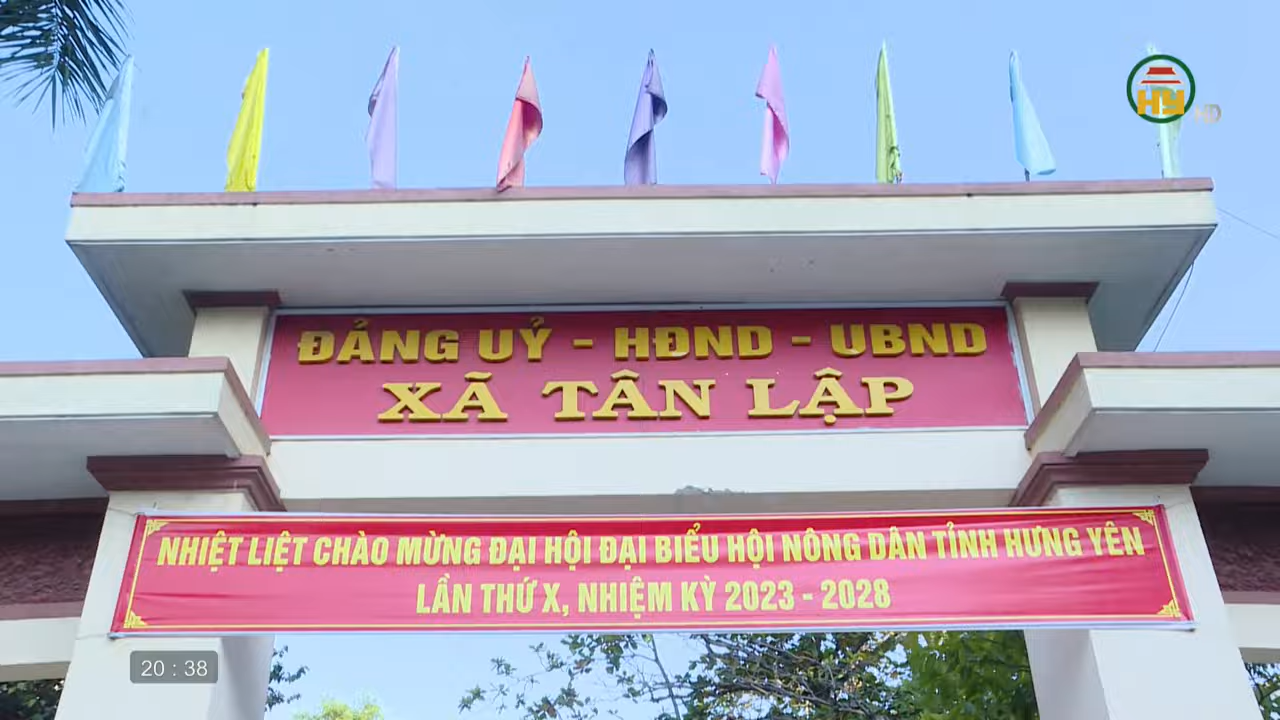 HY HD
ĐẢNG UỶ - HĐND - UBND
XÃ TÂN LẬP
NHIỆT LIỆT CHÀO MỪNG ĐẠI HỘI ĐẠI BIỂU HỘI NÔNG DÂN TỈNH HƯNG YÊN
LẦN THỨ X, NHIỆM KỲ 2023 - 2028
20 : 38